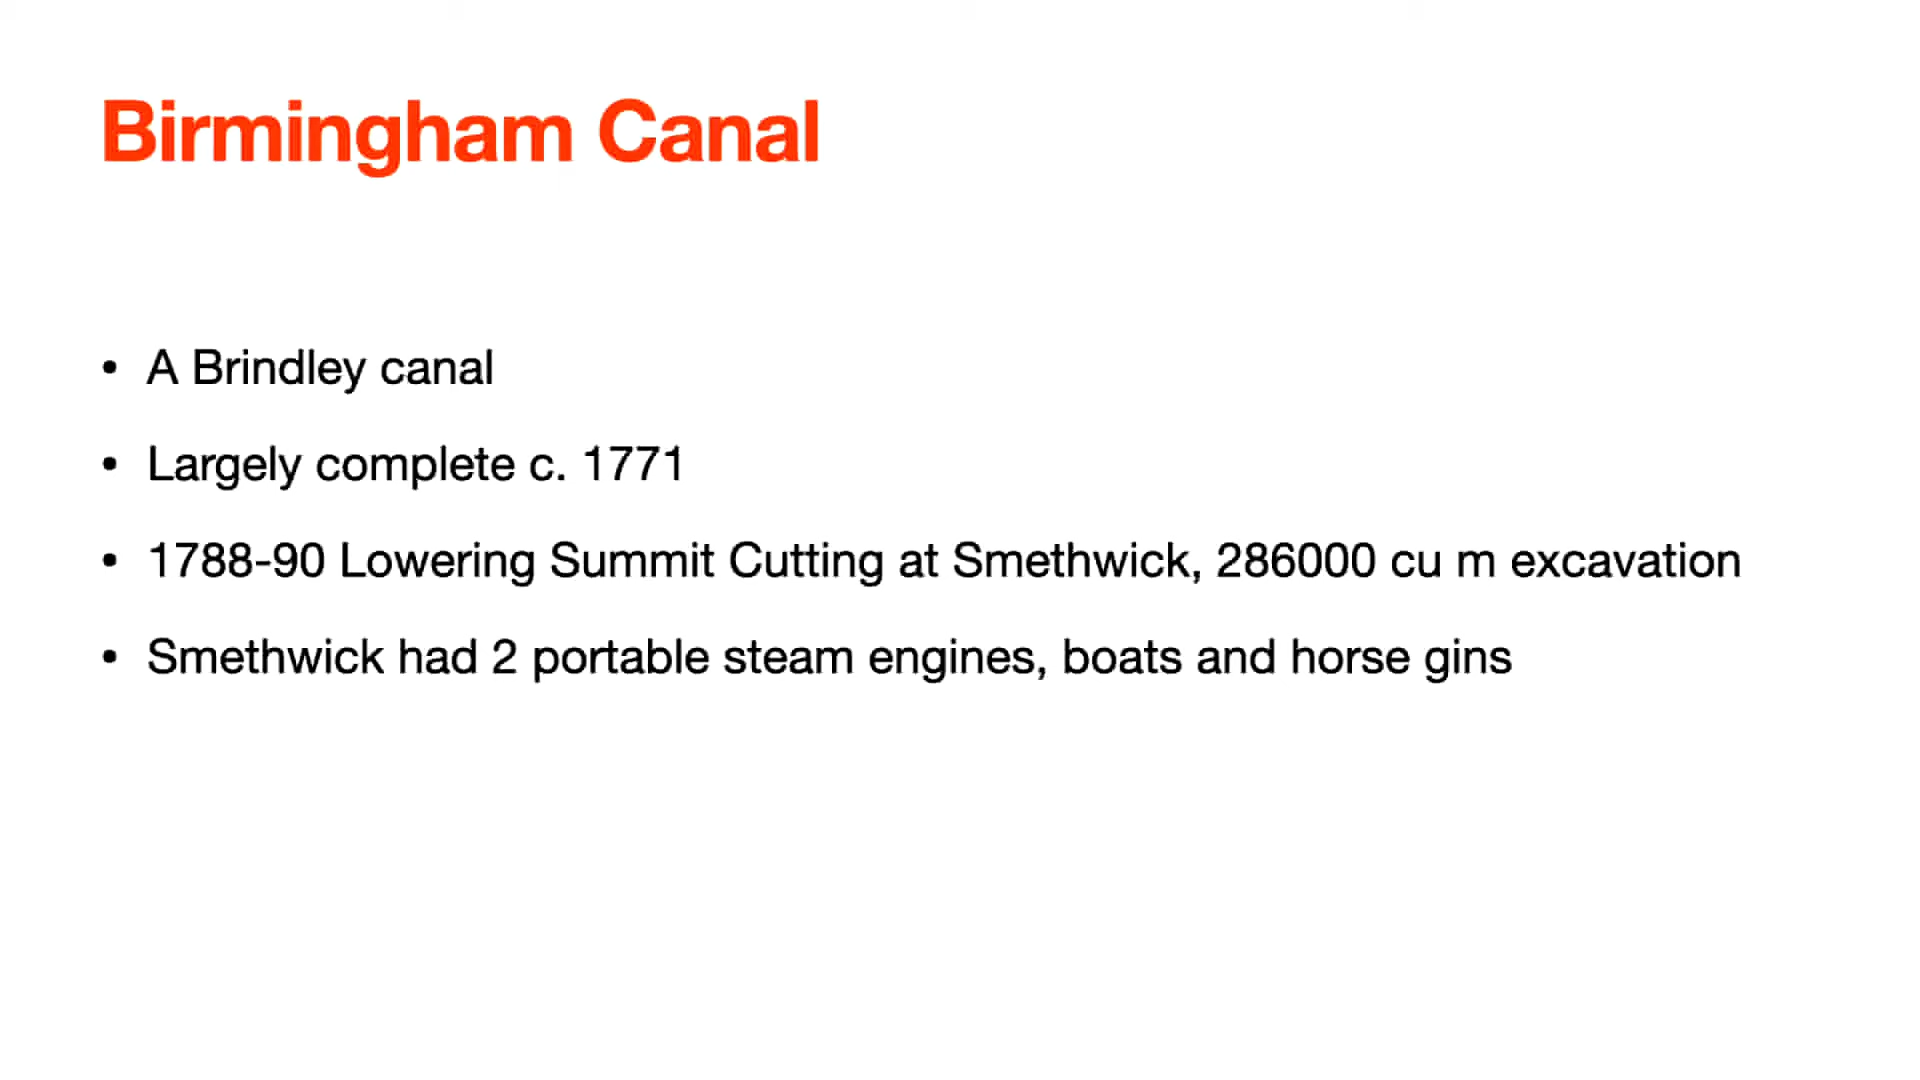 Birmingham Canal
• A Brindley canal
• Largely complete c. 1771
• 1788-90 Lowering Summit Cutting at Smethwick, 286000 cu m excavation
• Smethwick had 2 portable steam engines, boats and horse gins